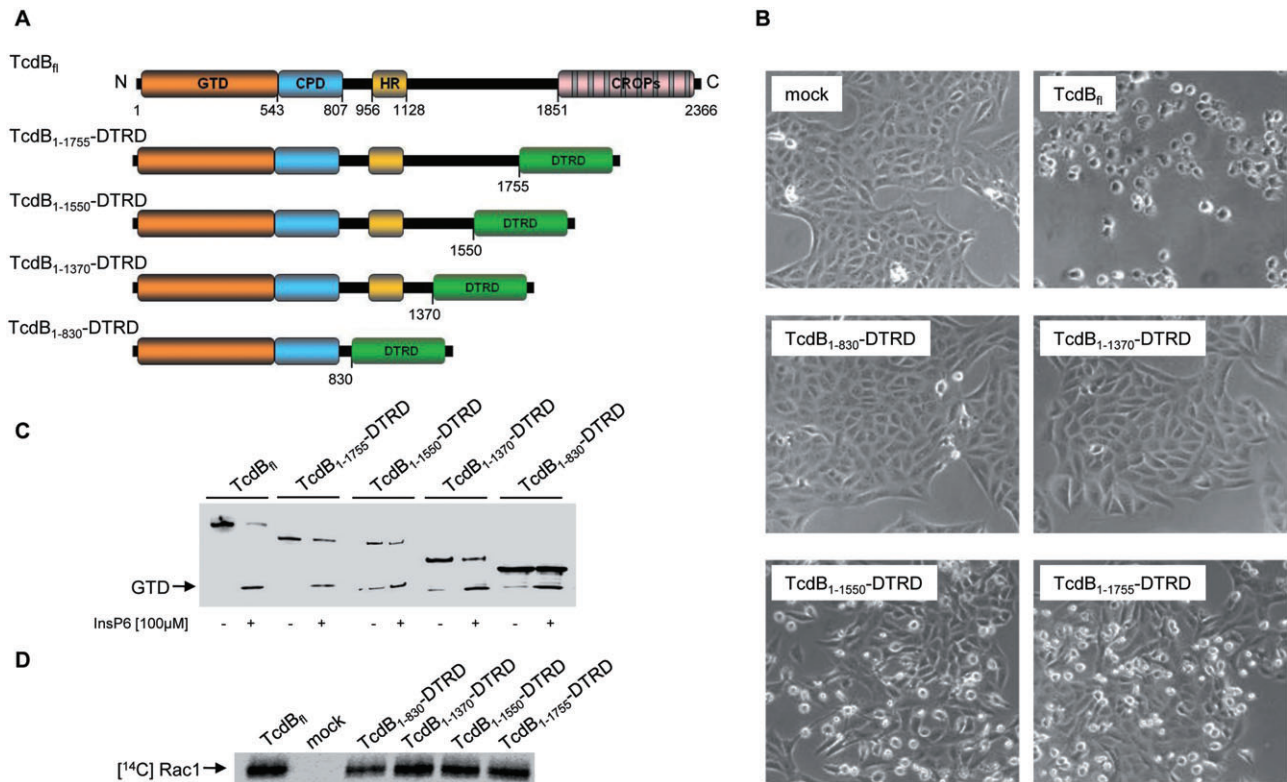 A
TcdBfl
N GTD CPD HR CROPs C
1 543 807 956 1128 1851 2366
TcdB1-1755-DTRD
DTRD
1755
TcdB1-1550-DTRD
DTRD
1550
TcdB1-1370-DTRD
DTRD
1370
TcdB1-830-DTRD
DTRD
830
B
mock TcdBfl
TcdB1-830-DTRD TcdB1-1370-DTRD
TcdB1-1550-DTRD TcdB1-1755-DTRD
C
TcdBfl TcdB1-1755-DTRD TcdB1-1550-DTRD TcdB1-1370-DTRD TcdB1-830-DTRD
GTD
InsP6 [100µM] - + - + - + - + - +
D
TcdBfl mock TcdB1-830-DTRD TcdB1-1370-DTRD TcdB1-1550-DTRD TcdB1-1755-DTRD
[14C] Rac1